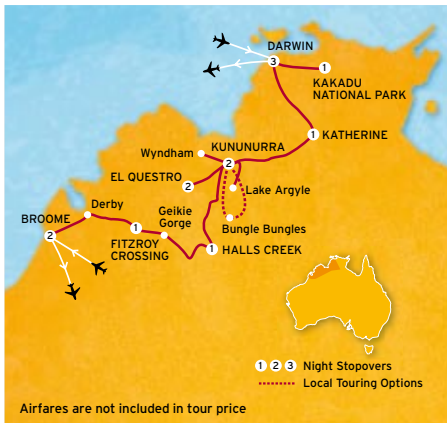 DARWIN
3
1
KAKADU
NATIONAL PARK
1
KATHERINE
KUNUNURRA
Wyndham
2
EL QUESTRO
2
Lake Argyle
Derby
Geikie
Gorge
Bungle Bungles
BROOME
2
1
FITZROY
CROSSING
1
HALLS CREEK
1 2 3 Night Stopovers
Local Touring Options
Airfares are not included in tour price